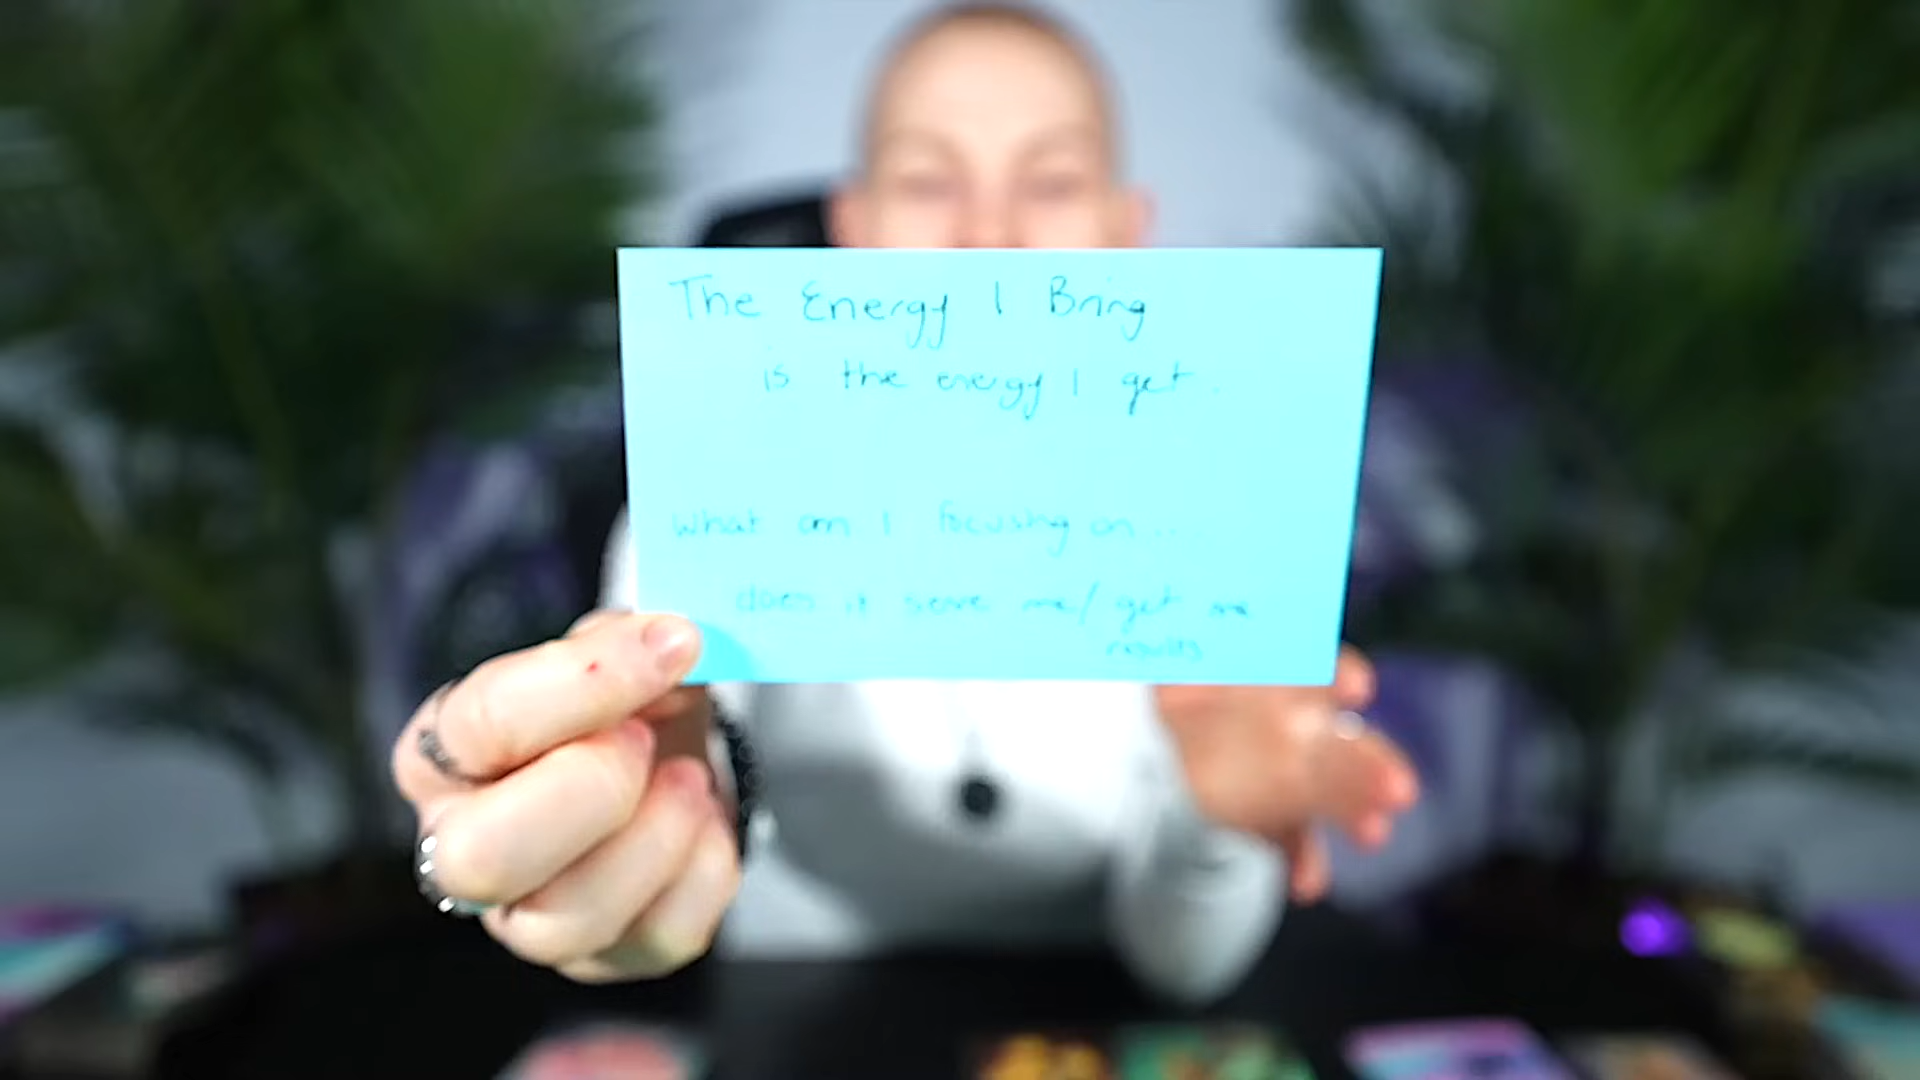 The Energy I Bring
is the energy I get.
What am I focusing on...
does it serve me/ get me
results